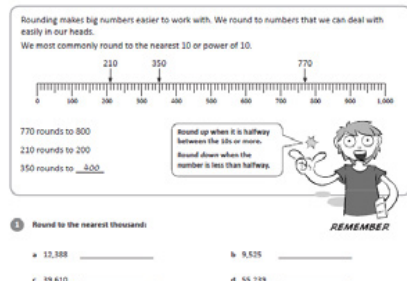 Rounding makes big numbers easier to work with. We round to numbers that we can deal with
easily in our heads.
We most commonly round to the nearest 10 or power of 10.
210 350 770
0 100 200 300 400 500 600 700 800 900 1,000
770 rounds to 800
210 rounds to 200
350 rounds to 400
Round up when it is halfway
between the 10s or more.
Round down when the
number is less than halfway.
REMEMBER
1 Round to the nearest thousand:
a 12,388 b 9,525
c 39,610 d 55,239